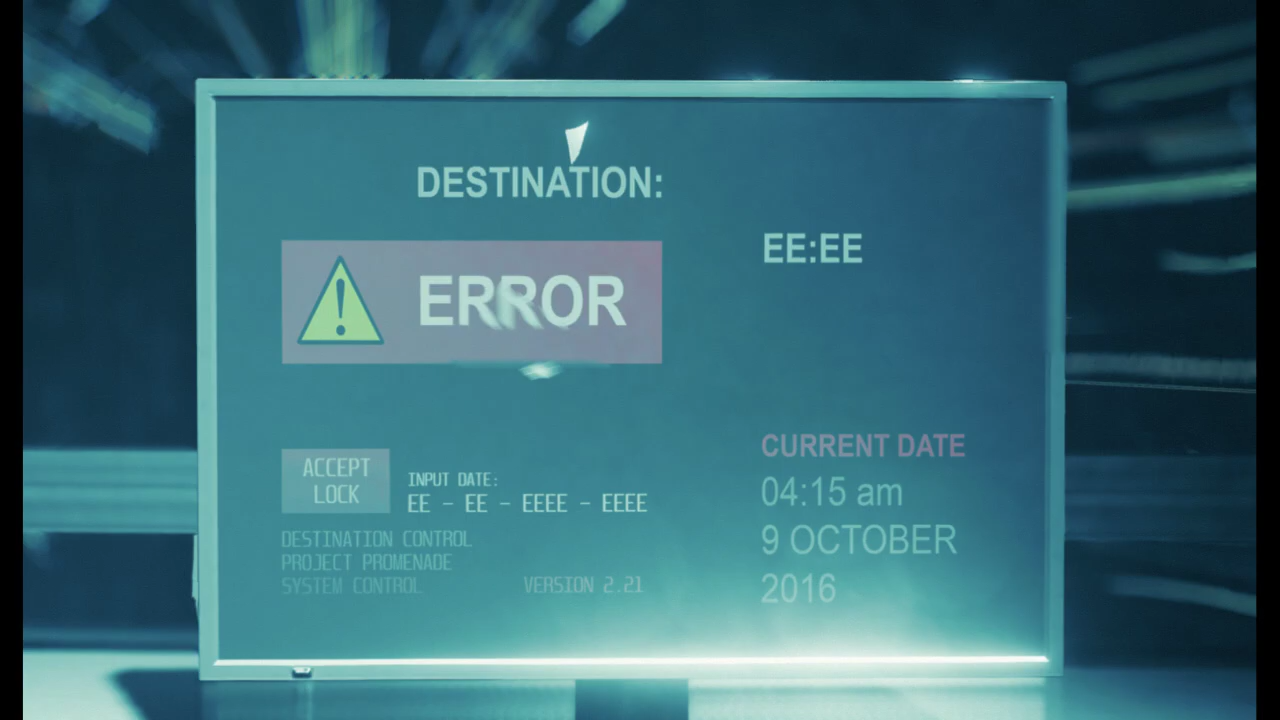 DESTINATION:
ERROR
EE:EE
ACCEPT
LOCK
INPUT DATE:
EE - EE - EEEE - EEEE
DESTINATION CONTROL
PROJECT PROMENADE
SYSTEM CONTROL
VERSION 2.21
CURRENT DATE
04:15 am
9 OCTOBER
2016